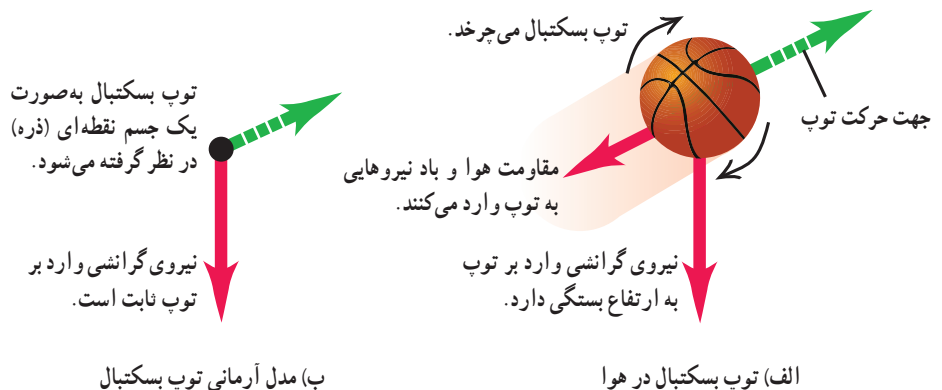 توپ بسکتبال می‌چرخد.
جهت حرکت توپ
مقاومت هوا و باد نیروهایی
به توپ وارد می‌کنند.
نیروی گرانشی وارد بر توپ
به ارتفاع بستگی دارد.
الف) توپ بسکتبال در هوا
توپ بسکتبال به‌صورت
یک جسم نقطه‌ای (ذره)
در نظر گرفته می‌شود.
نیروی گرانشی وارد بر
توپ ثابت است.
ب) مدل آرمانی توپ بسکتبال